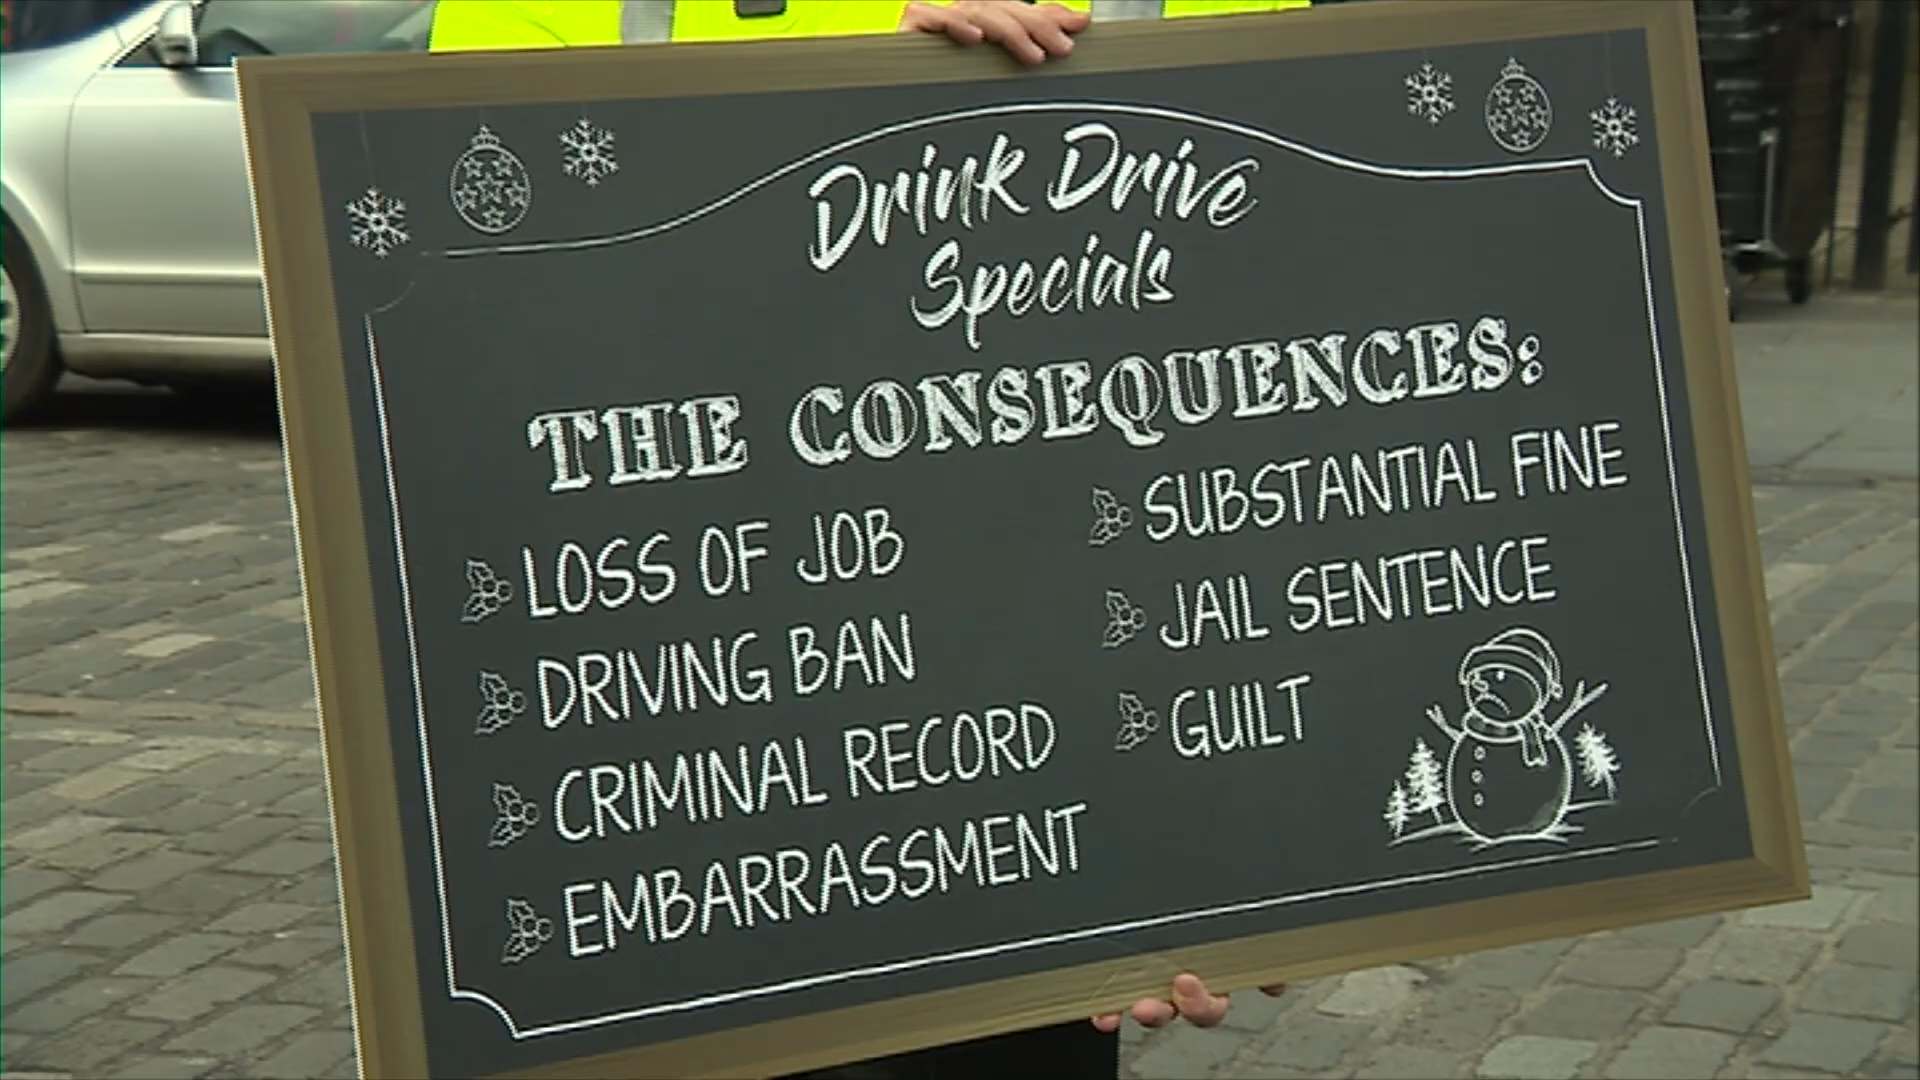 Drink Drive
Specials
THE CONSEQUENCES:
LOSS OF JOB
DRIVING BAN
CRIMINAL RECORD
EMBARRASSMENT
SUBSTANTIAL FINE
JAIL SENTENCE
GUILT